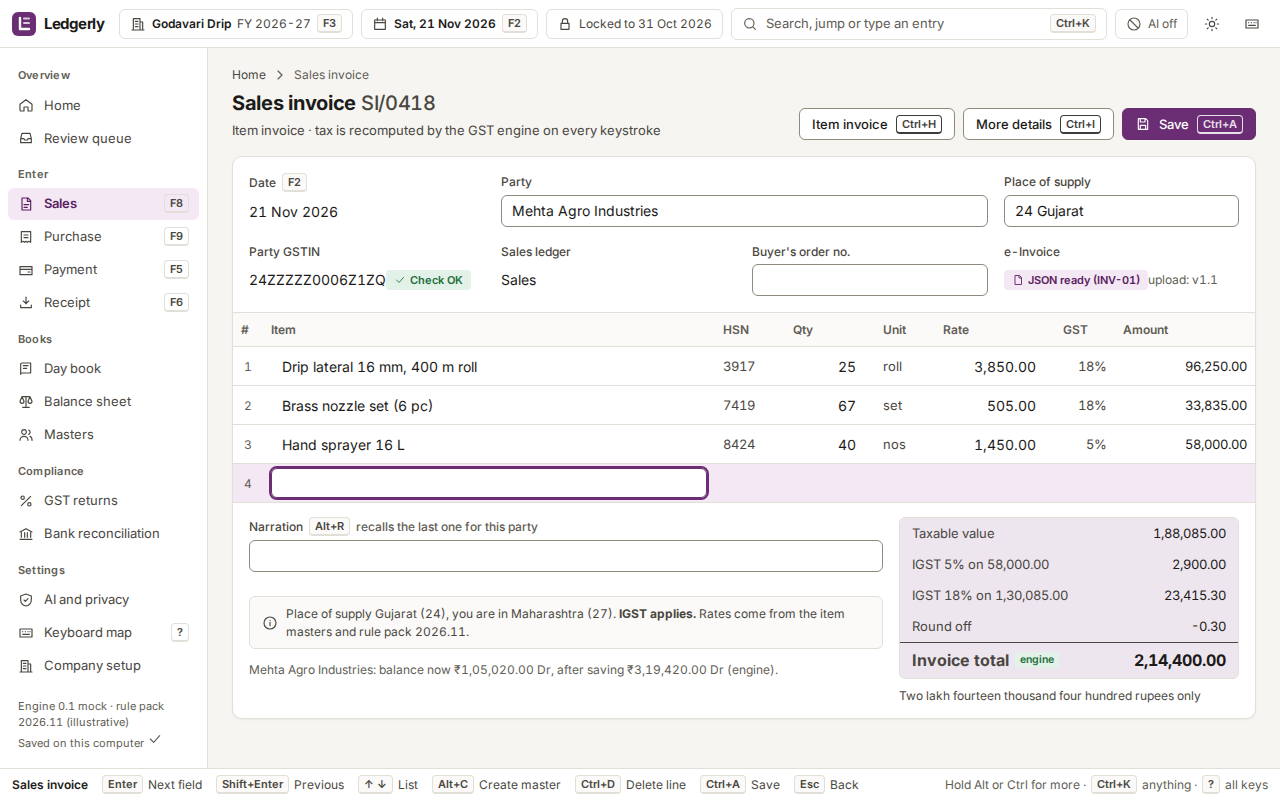 Ledgerly
Godavari Drip FY 2026-27 F3
Sat, 21 Nov 2026 F2
Locked to 31 Oct 2026
Search, jump or type an entry Ctrl+K
AI off
Overview
Home
Review queue
Enter
Sales F8
Purchase F9
Payment F5
Receipt F6
Books
Day book
Balance sheet
Masters
Compliance
GST returns
Bank reconciliation
Settings
AI and privacy
Keyboard map ?
Company setup
Engine 0.1 mock · rule pack
2026.11 (illustrative)
Saved on this computer
Home > Sales invoice
Sales invoice SI/0418
Item invoice · tax is recomputed by the GST engine on every keystroke
Item invoice Ctrl+H
More details Ctrl+I
Save Ctrl+A
Date F2
21 Nov 2026
Party
Mehta Agro Industries
Place of supply
24 Gujarat
Party GSTIN
24ZZZZZ0006Z1ZQ Check OK
Sales ledger
Sales
Buyer's order no.
e-Invoice
JSON ready (INV-01) upload: v1.1
# Item HSN Qty Unit Rate GST Amount
1 Drip lateral 16 mm, 400 m roll 3917 25 roll 3,850.00 18% 96,250.00
2 Brass nozzle set (6 pc) 7419 67 set 505.00 18% 33,835.00
3 Hand sprayer 16 L 8424 40 nos 1,450.00 5% 58,000.00
4
Narration Alt+R recalls the last one for this party
Place of supply Gujarat (24), you are in Maharashtra (27). IGST applies. Rates come from the item
masters and rule pack 2026.11.
Mehta Agro Industries: balance now ₹1,05,020.00 Dr, after saving ₹3,19,420.00 Dr (engine).
Taxable value 1,88,085.00
IGST 5% on 58,000.00 2,900.00
IGST 18% on 1,30,085.00 23,415.30
Round off -0.30
Invoice total engine 2,14,400.00
Two lakh fourteen thousand four hundred rupees only
Sales invoice Enter Next field Shift+Enter Previous ↑ ↓ List Alt+C Create master Ctrl+D Delete line Ctrl+A Save Esc Back
Hold Alt or Ctrl for more · Ctrl+K anything · ? all keys